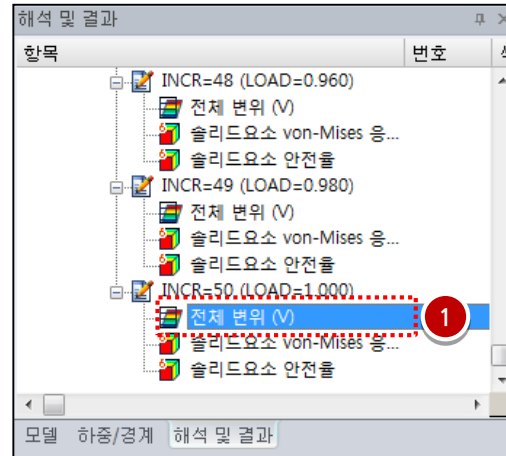 해석 및 결과
항목 번호
INCR=48 (LOAD=0.960)
전체 변위 (V)
솔리드요소 von-Mises 응...
솔리드요소 안전율
INCR=49 (LOAD=0.980)
전체 변위 (V)
솔리드요소 von-Mises 응...
솔리드요소 안전율
INCR=50 (LOAD=1.000)
전체 변위 (V) 1
솔리드요소 von-Mises 응...
솔리드요소 안전율
모델 하중/경계 해석 및 결과